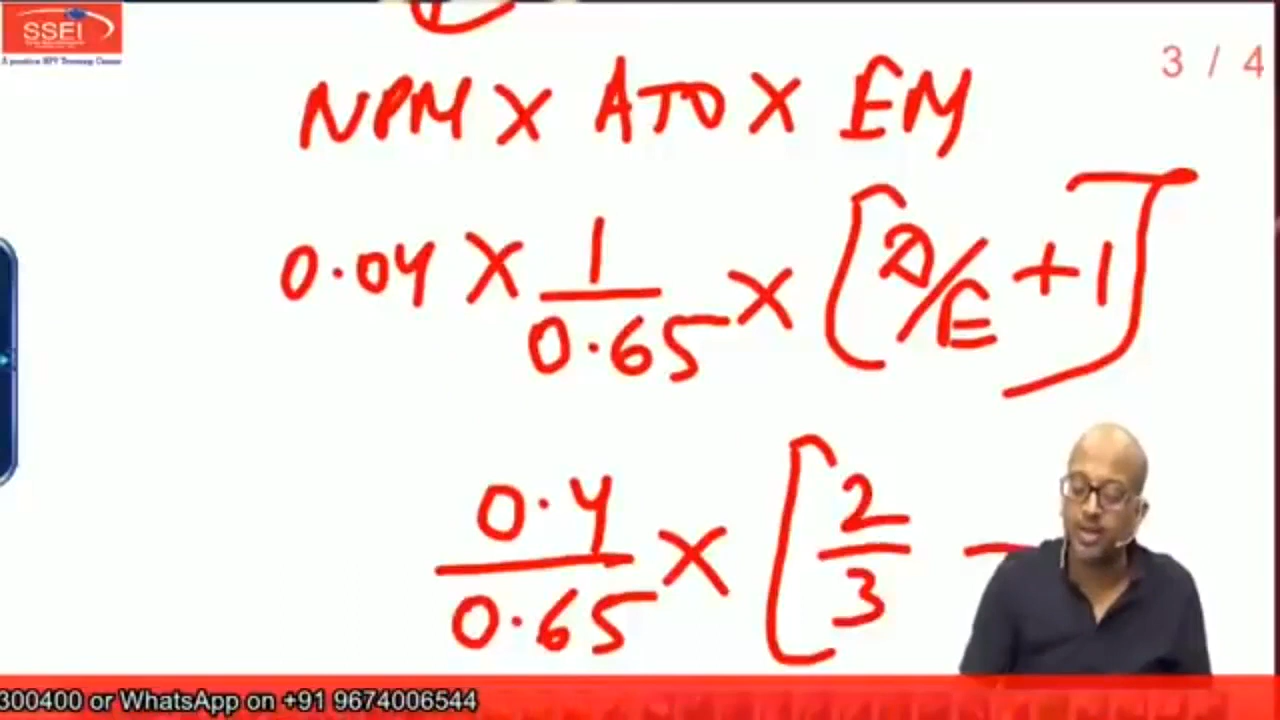 SSEI
3 / 4
NPM X ATO X EM
0.04 X 1/0.65 X [D/E + 1]
0.4/0.65 X [2/3
300400 or WhatsApp on +91 9674006544